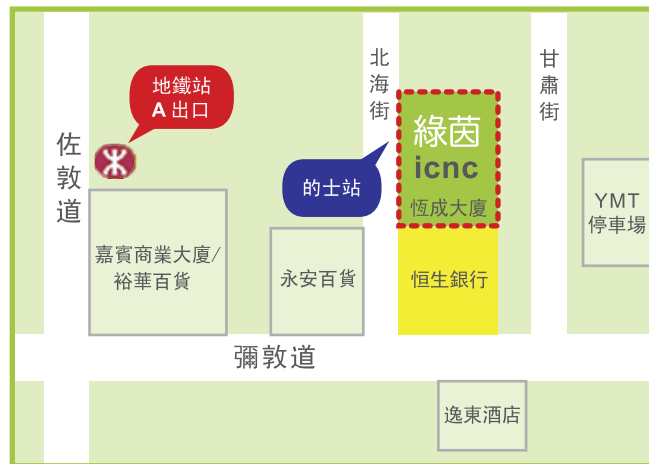 地鐵站
A 出口
佐敦道
北海街
甘肅街
綠茵
icnc
恆成大廈
的士站
YMT
停車場
嘉賓商業大廈/
裕華百貨
永安百貨
恒生銀行
彌敦道
逸東酒店